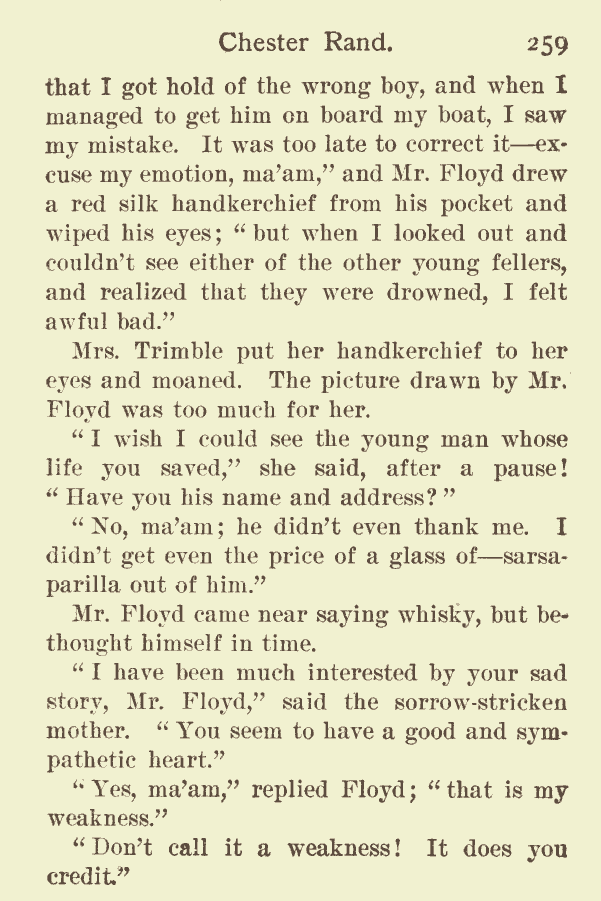 Chester Rand. 259
that I got hold of the wrong boy, and when I
managed to get him on board my boat, I saw
my mistake. It was too late to correct it—ex-
cuse my emotion, ma’am,” and Mr. Floyd drew
a red silk handkerchief from his pocket and
wiped his eyes; “but when I looked out and
couldn’t see either of the other young fellers,
and realized that they were drowned, I felt
awful bad.”
Mrs. Trimble put her handkerchief to her
eyes and moaned. The picture drawn by Mr.
Floyd was too much for her.
“I wish I could see the young man whose
life you saved,” she said, after a pause!
“Have you his name and address?”
“No, ma’am; he didn’t even thank me. I
didn’t get even the price of a glass of—sarsa-
parilla out of him.”
Mr. Floyd came near saying whisky, but be-
thought himself in time.
“I have been much interested by your sad
story, Mr. Floyd,” said the sorrow-stricken
mother. “You seem to have a good and sym-
pathetic heart.”
“Yes, ma’am,” replied Floyd; “that is my
weakness.”
“Don’t call it a weakness! It does you
credit.”